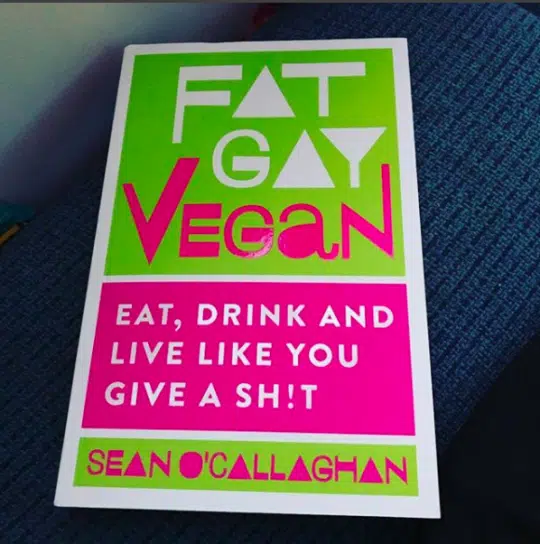 FAT
GAY
VEGaN
EAT, DRINK AND
LIVE LIKE YOU
GIVE A SH!T
SEAN O'CALLAGHAN